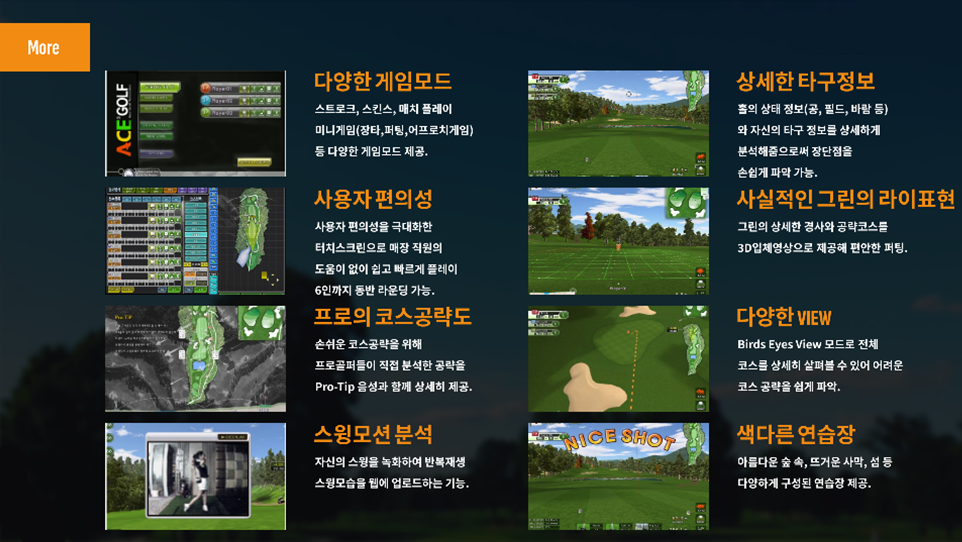 More
ACE GOLF
다양한 게임모드
스트로크, 스킨스, 매치 플레이
미니게임(장타,퍼팅,어프로치게임)
등 다양한 게임모드 제공.
사용자 편의성
사용자 편의성을 극대화한
터치스크린으로 매장 직원의
도움이 없이 쉽고 빠르게 플레이
6인까지 동반 라운딩 가능.
Pro-Tip
프로의 코스공략도
손쉬운 코스공략을 위해
프로골퍼들이 직접 분석한 공략을
Pro-Tip 음성과 함께 상세히 제공.
스윙모션 분석
자신의 스윙을 녹화하여 반복재생
스윙모습을 웹에 업로드하는 기능.
상세한 타구정보
홀의 상태 정보(공, 필드, 바람 등)
와 자신의 타구 정보를 상세하게
분석해줌으로써 장단점을
손쉽게 파악 가능.
사실적인 그린의 라이표현
그린의 상세한 경사와 공략코스를
3D입체영상으로 제공해 편안한 퍼팅.
다양한 VIEW
Birds Eyes View 모드로 전체
코스를 상세히 살펴볼 수 있어 어려운
코스 공략을 쉽게 파악.
NICE SHOT
색다른 연습장
아름다운 숲 속, 뜨거운 사막, 섬 등
다양하게 구성된 연습장 제공.